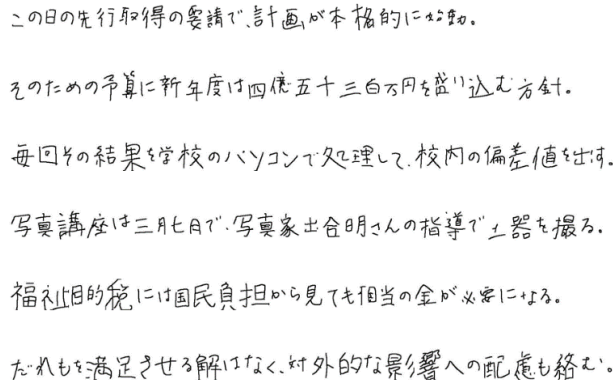 この日の先行取得の要請で、計画が本格的に始動。
そのための予算に新年度は四億五十三百万円を盛り込む方針。
毎回その結果を学校のパソコンで処理して、校内の偏差値を出す。
写真講座は三月七日で、写真家土合明さんの指導で土器を撮る。
福祉目的税には国民負担から見ても相当の金が必要になる。
だれもを満足させる解はなく、対外的な影響への配慮も絡む。